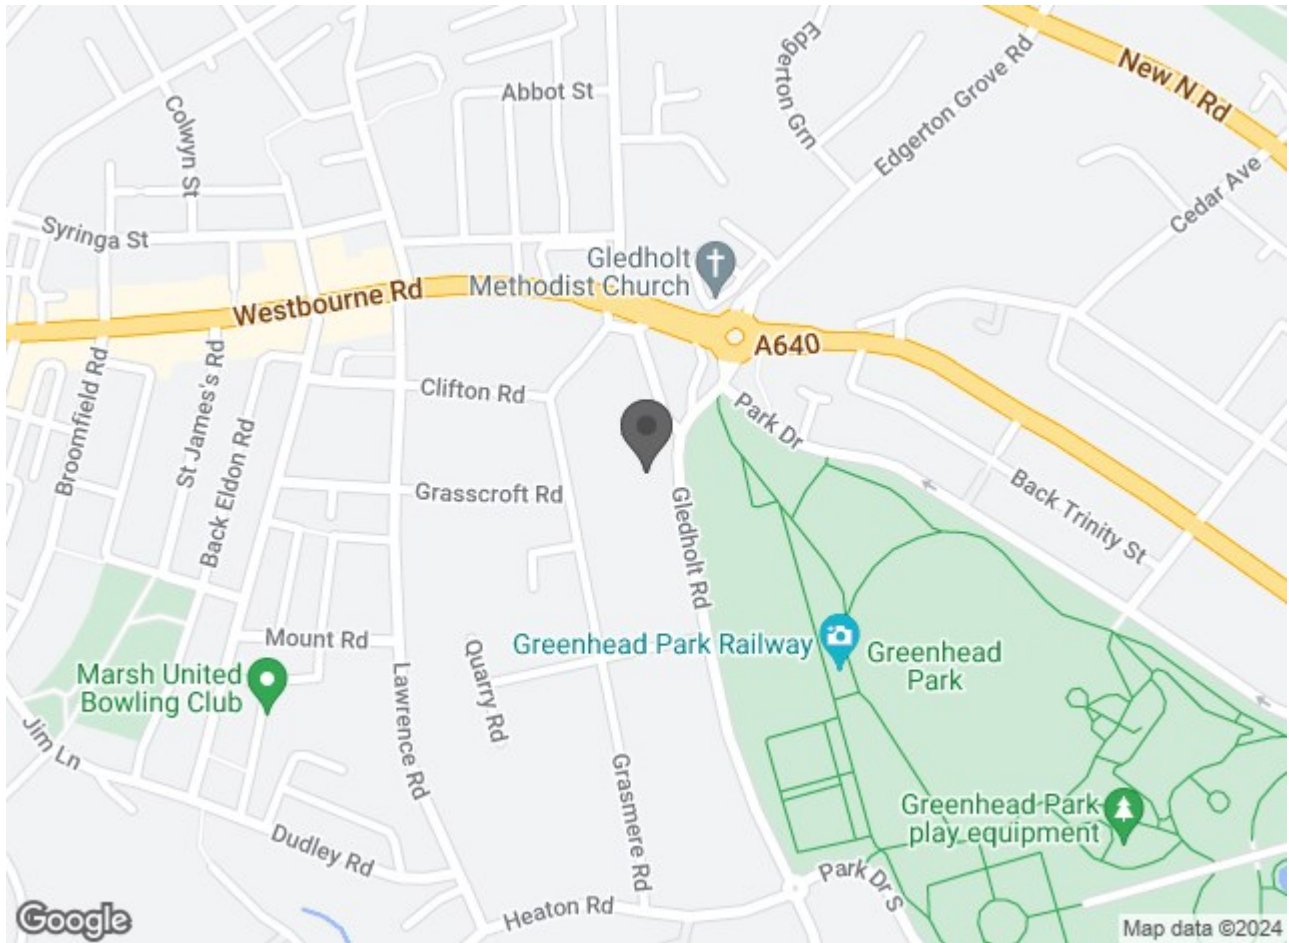 Edgerton Grn
Edgerton Grove Rd
New N Rd
Abbot St
Colwyn St
Cedar Ave
Syringa St
Gledholt
Methodist Church
Westbourne Rd
A640
Broomfield Rd
St James's Rd
Back Eldon Rd
Clifton Rd
Park Dr
Grasscroft Rd
Gledholt Rd
Back Trinity St
Mount Rd
Quarry Rd
Greenhead Park Railway
Greenhead
Park
Marsh United
Bowling Club
Lawrence Rd
Jim Ln
Grasmere Rd
Greenhead Park
play equipment
Dudley Rd
Park Dr S
Heaton Rd
Google
Map data ©2024